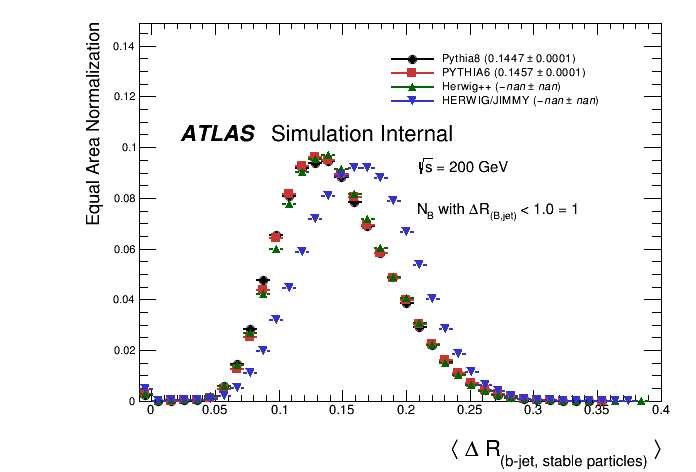 Equal Area Normalization
0.14
0.12
0.1
0.08
0.06
0.04
0.02
0
Pythia8 (0.1447 ± 0.0001)
PYTHIA6 (0.1457 ± 0.0001)
Herwig++ (−nan ± nan)
HERWIG/JIMMY (−nan ± nan)
ATLAS Simulation Internal
√s = 200 GeV
N_B with ΔR_(B,jet) < 1.0 = 1
0 0.05 0.1 0.15 0.2 0.25 0.3 0.35 0.4
⟨ Δ R_(b-jet, stable particles) ⟩